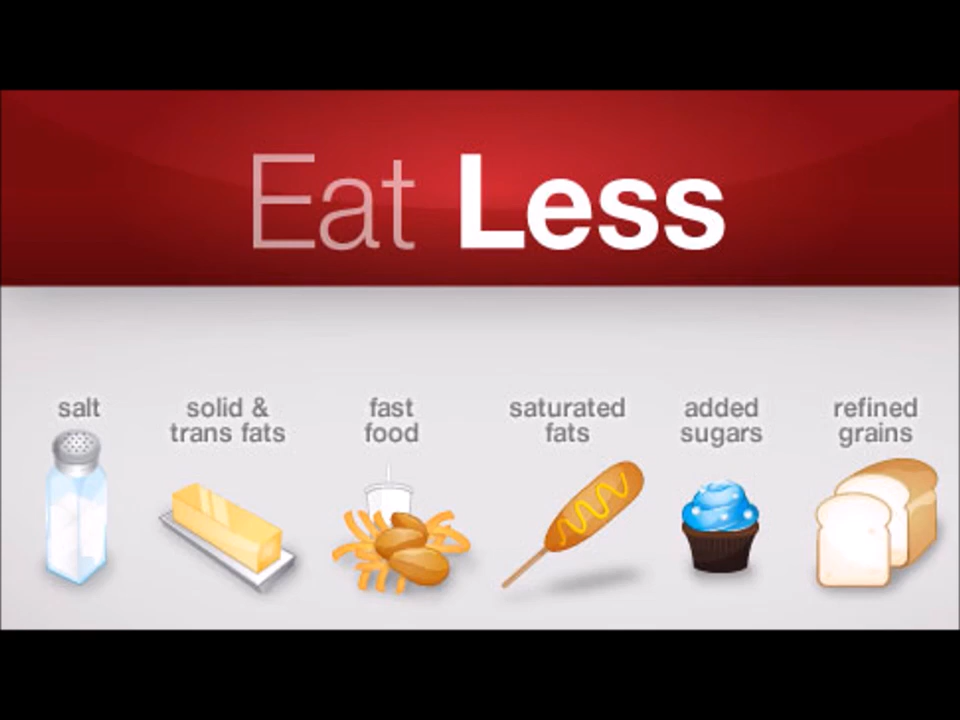 Eat Less
salt
solid &
trans fats
fast
food
saturated
fats
added
sugars
refined
grains